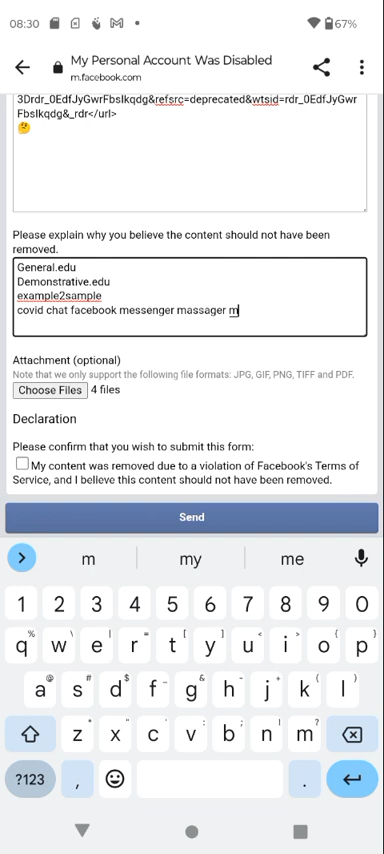 08:30
67%
My Personal Account Was Disabled
m.facebook.com
3Drdr_0EdfJyGwrFbslkqdg&refsrc=deprecated&wtsid=rdr_0EdfJyGwr
Fbslkqdg&_rdr</url>
🤔
Please explain why you believe the content should not have been
removed.
General.edu
Demonstrative.edu
example2sample
covid chat facebook messenger massager m
Attachment (optional)
Note that we only support the following file formats: JPG, GIF, PNG, TIFF and PDF.
Choose Files 4 files
Declaration
Please confirm that you wish to submit this form:
My content was removed due to a violation of Facebook's Terms of
Service, and I believe this content should not have been removed.
Send
m my me
1 2 3 4 5 6 7 8 9 0
% \ | = [ ] < > { }
q w e r t y u i o p
@ # $ _ & - + ( )
a s d f g h j k l
* " ' : ; ! ?
z x c v b n m
?123 , .